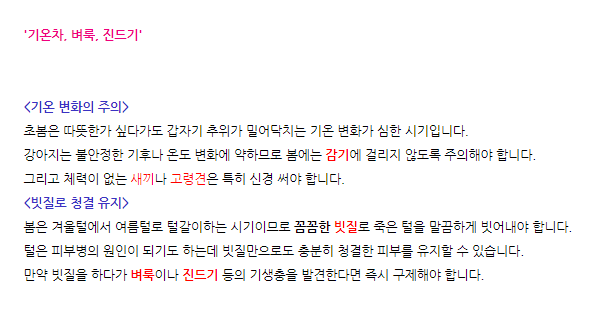 '기온차, 벼룩, 진드기'
<기온 변화의 주의>
초봄은 따뜻한가 싶다가도 갑자기 추위가 밀어닥치는 기온 변화가 심한 시기입니다.
강아지는 불안정한 기후나 온도 변화에 약하므로 봄에는 감기에 걸리지 않도록 주의해야 합니다.
그리고 체력이 없는 새끼나 고령견은 특히 신경 써야 합니다.
<빗질로 청결 유지>
봄은 겨울털에서 여름털로 털갈이하는 시기이므로 꼼꼼한 빗질로 죽은 털을 말끔하게 빗어내야 합니다.
털은 피부병의 원인이 되기도 하는데 빗질만으로도 충분히 청결한 피부를 유지할 수 있습니다.
만약 빗질을 하다가 벼룩이나 진드기 등의 기생충을 발견한다면 즉시 구제해야 합니다.